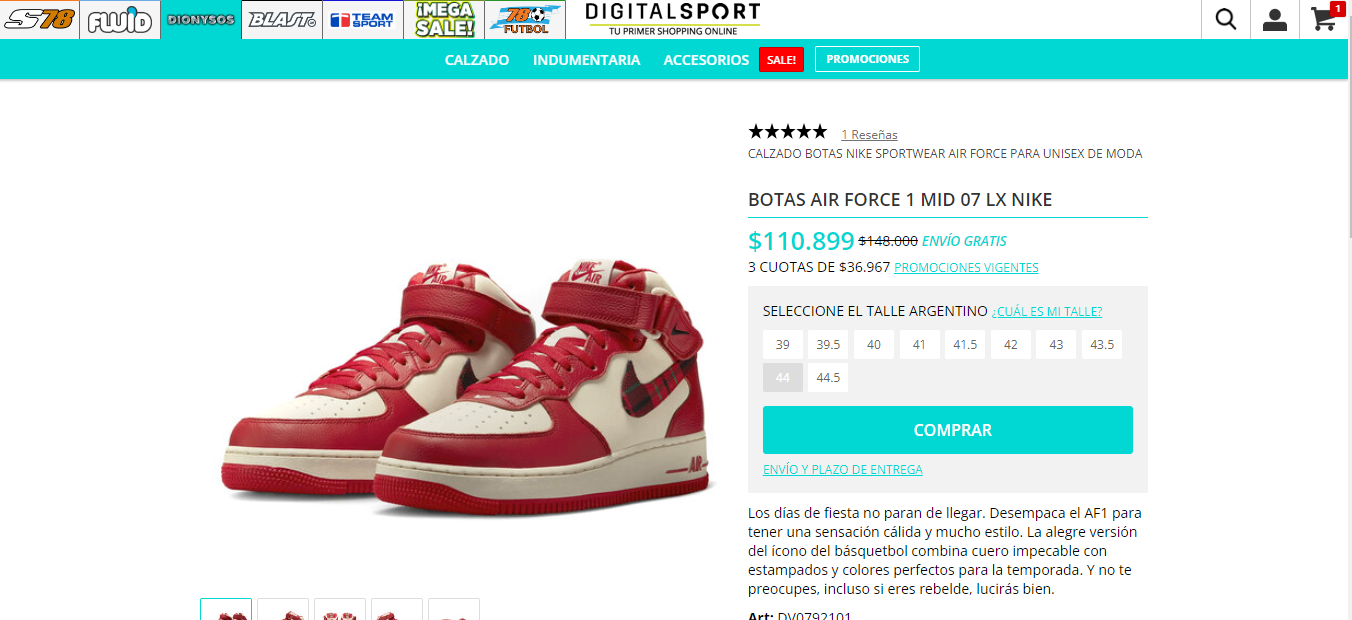 S78
FLUID
DIONYSOS
BLAST
TEAM
SPORT
¡MEGA
SALE!
78
FUTBOL
DIGITALSPORT
TU PRIMER SHOPPING ONLINE
1
CALZADO INDUMENTARIA ACCESORIOS SALE! PROMOCIONES
1 Reseñas
CALZADO BOTAS NIKE SPORTWEAR AIR FORCE PARA UNISEX DE MODA
BOTAS AIR FORCE 1 MID 07 LX NIKE
$110.899 $148.000 ENVÍO GRATIS
3 CUOTAS DE $36.967 PROMOCIONES VIGENTES
SELECCIONE EL TALLE ARGENTINO ¿CUÁL ES MI TALLE?
39 39.5 40 41 41.5 42 43 43.5
44 44.5
COMPRAR
ENVÍO Y PLAZO DE ENTREGA
NIKE
AIR
NIKE
AIR
AIR
Los días de fiesta no paran de llegar. Desempaca el AF1 para
tener una sensación cálida y mucho estilo. La alegre versión
del ícono del básquetbol combina cuero impecable con
estampados y colores perfectos para la temporada. Y no te
preocupes, incluso si eres rebelde, lucirás bien.
Art: DV0792101